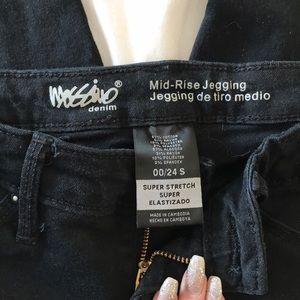 mossimo®
denim
Mid-Rise Jegging
Jegging de tiro medio
00/24 S
SUPER STRETCH
SUPER
ELASTIZADO
MADE IN CAMBODIA
HECHO EN CAMBOYA